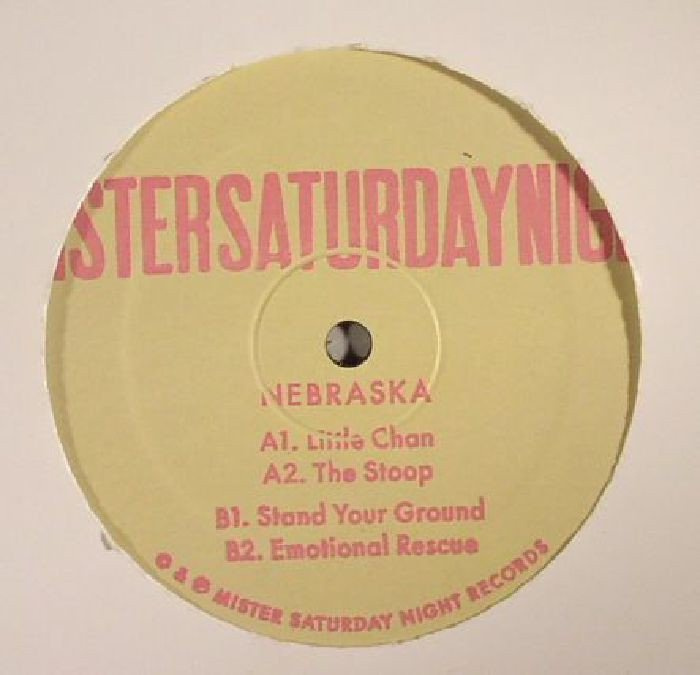 ISTERSATURDAYNIG
NEBRASKA
A1. Little Chan
A2. The Stoop
B1. Stand Your Ground
B2. Emotional Rescue
© & ℗ MISTER SATURDAY NIGHT RECORDS